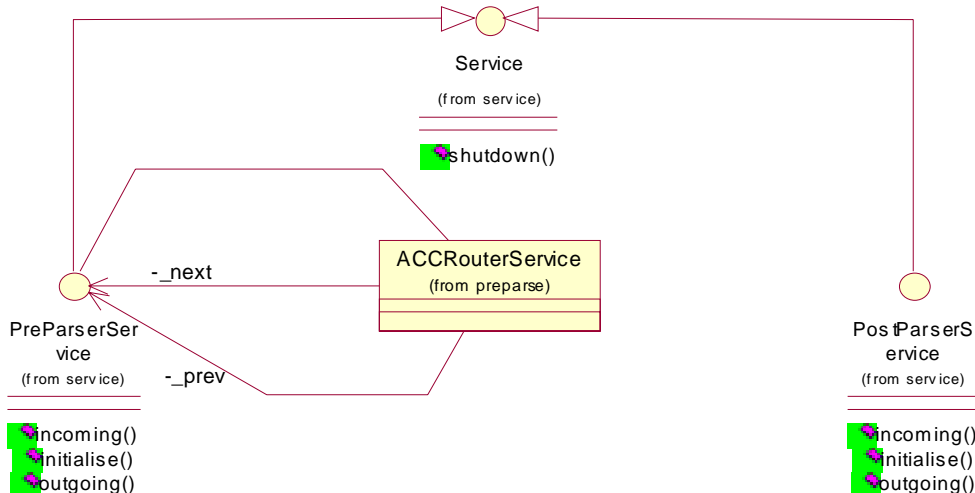 Service
(from service)
shutdown()
ACCRouterService
(from preparse)
-_next
PreParserSer
vice
(from service)
-_prev
incoming()
initialise()
outgoing()
PostParserS
ervice
(from service)
incoming()
initialise()
outgoing()